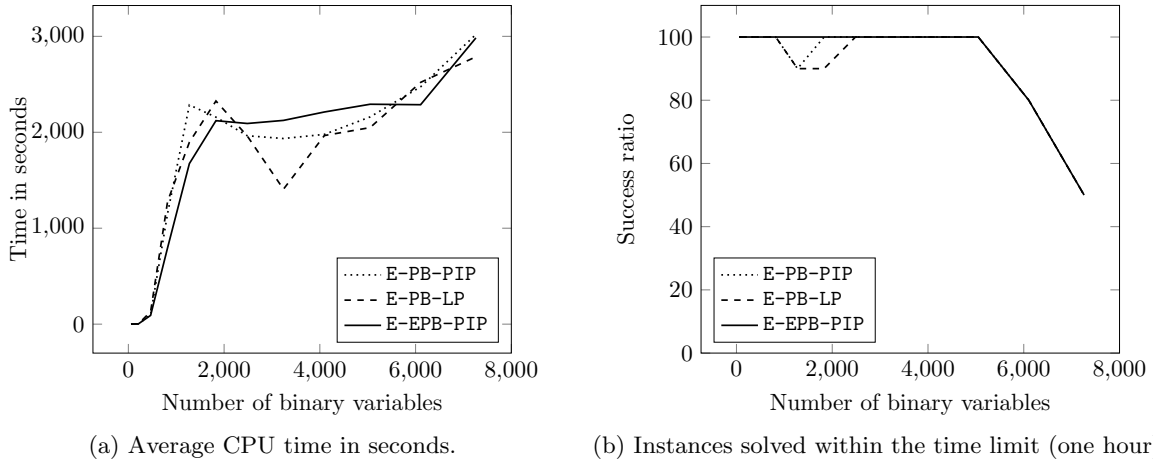 3,000
2,000
1,000
0
Time in seconds
0 2,000 4,000 6,000 8,000
Number of binary variables
E-PB-PIP
E-PB-LP
E-EPB-PIP
(a) Average CPU time in seconds.
100
80
60
40
20
0
Success ratio
0 2,000 4,000 6,000 8,000
Number of binary variables
E-PB-PIP
E-PB-LP
E-EPB-PIP
(b) Instances solved within the time limit (one hour